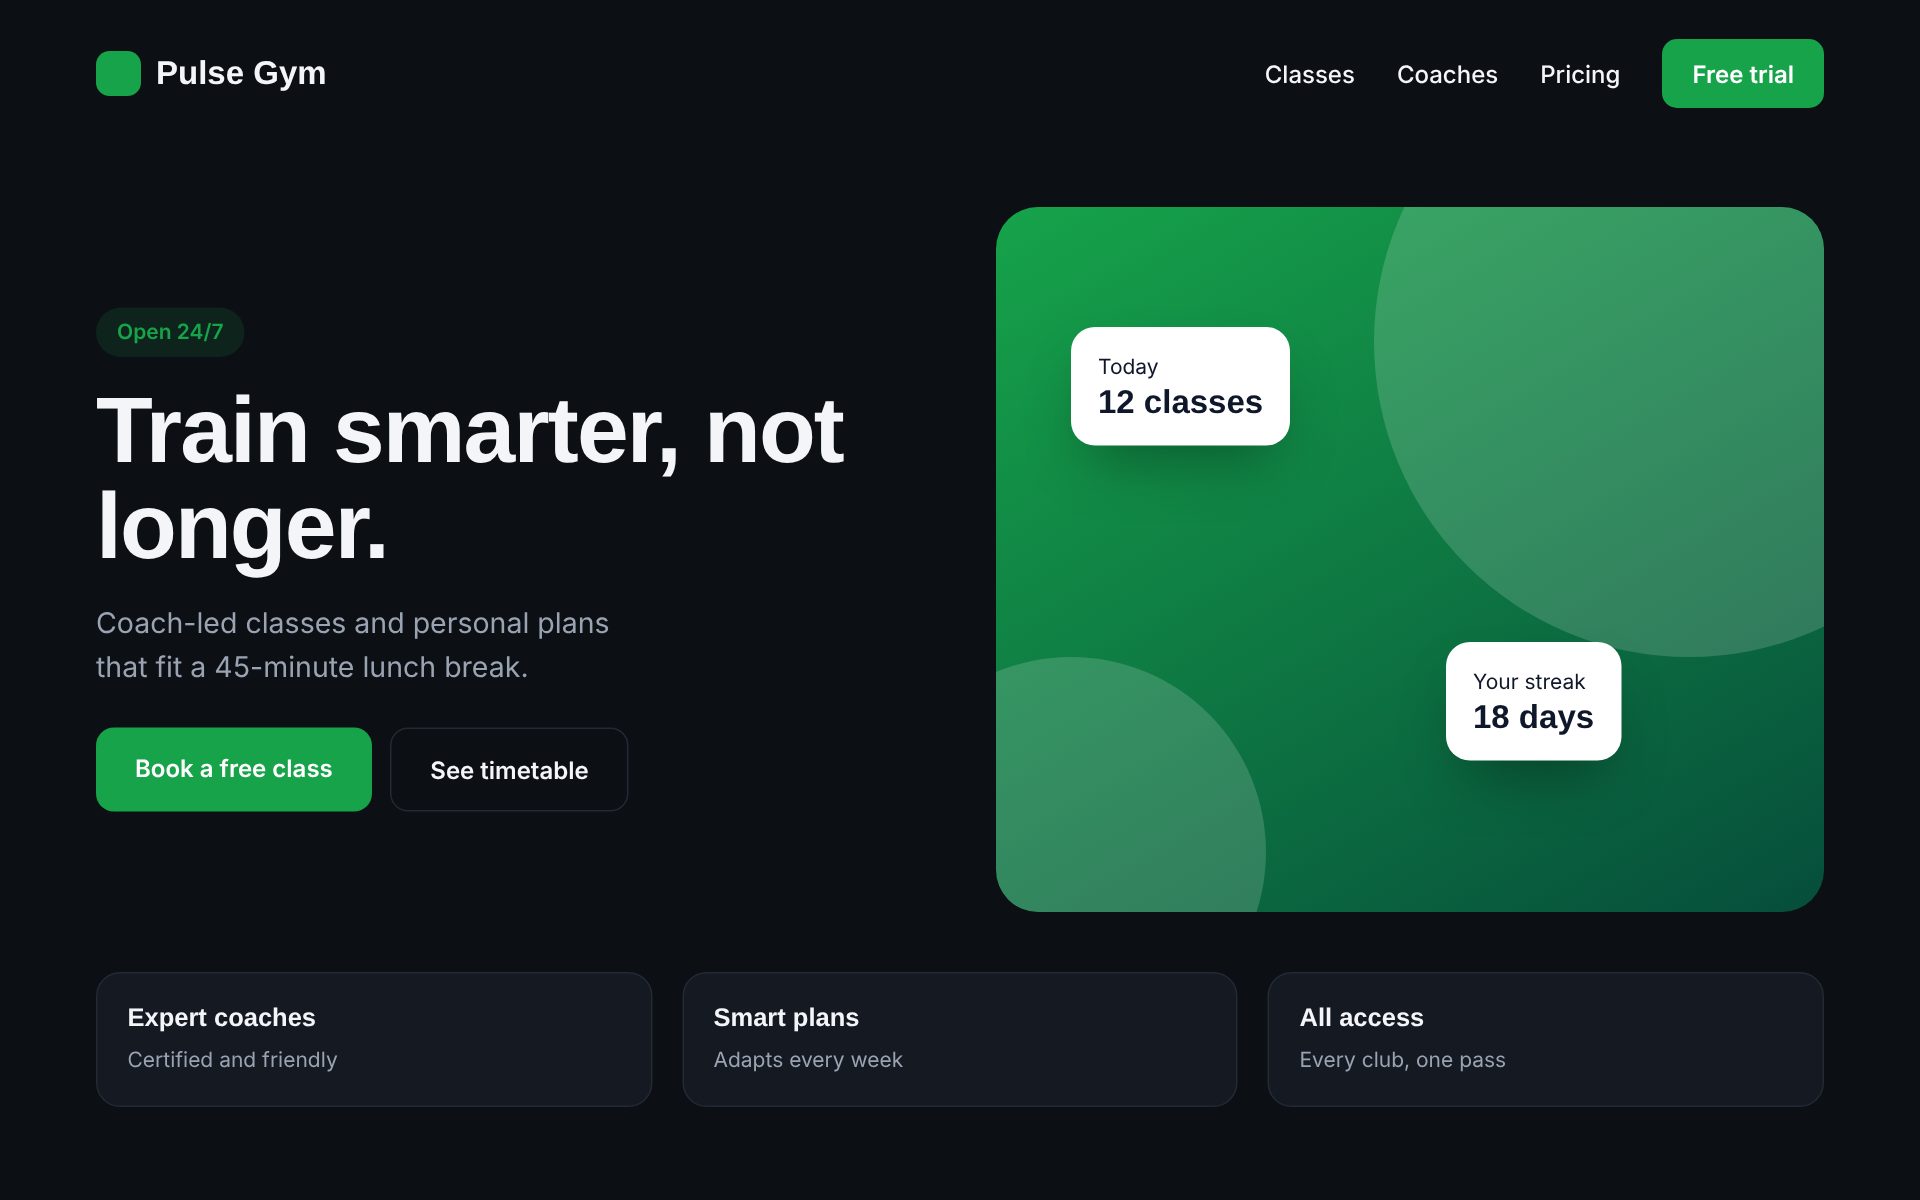 Pulse Gym
Classes
Coaches
Pricing
Free trial
Open 24/7
Train smarter, not
longer.
Coach-led classes and personal plans
that fit a 45-minute lunch break.
Book a free class
See timetable
Today
12 classes
Your streak
18 days
Expert coaches
Certified and friendly
Smart plans
Adapts every week
All access
Every club, one pass